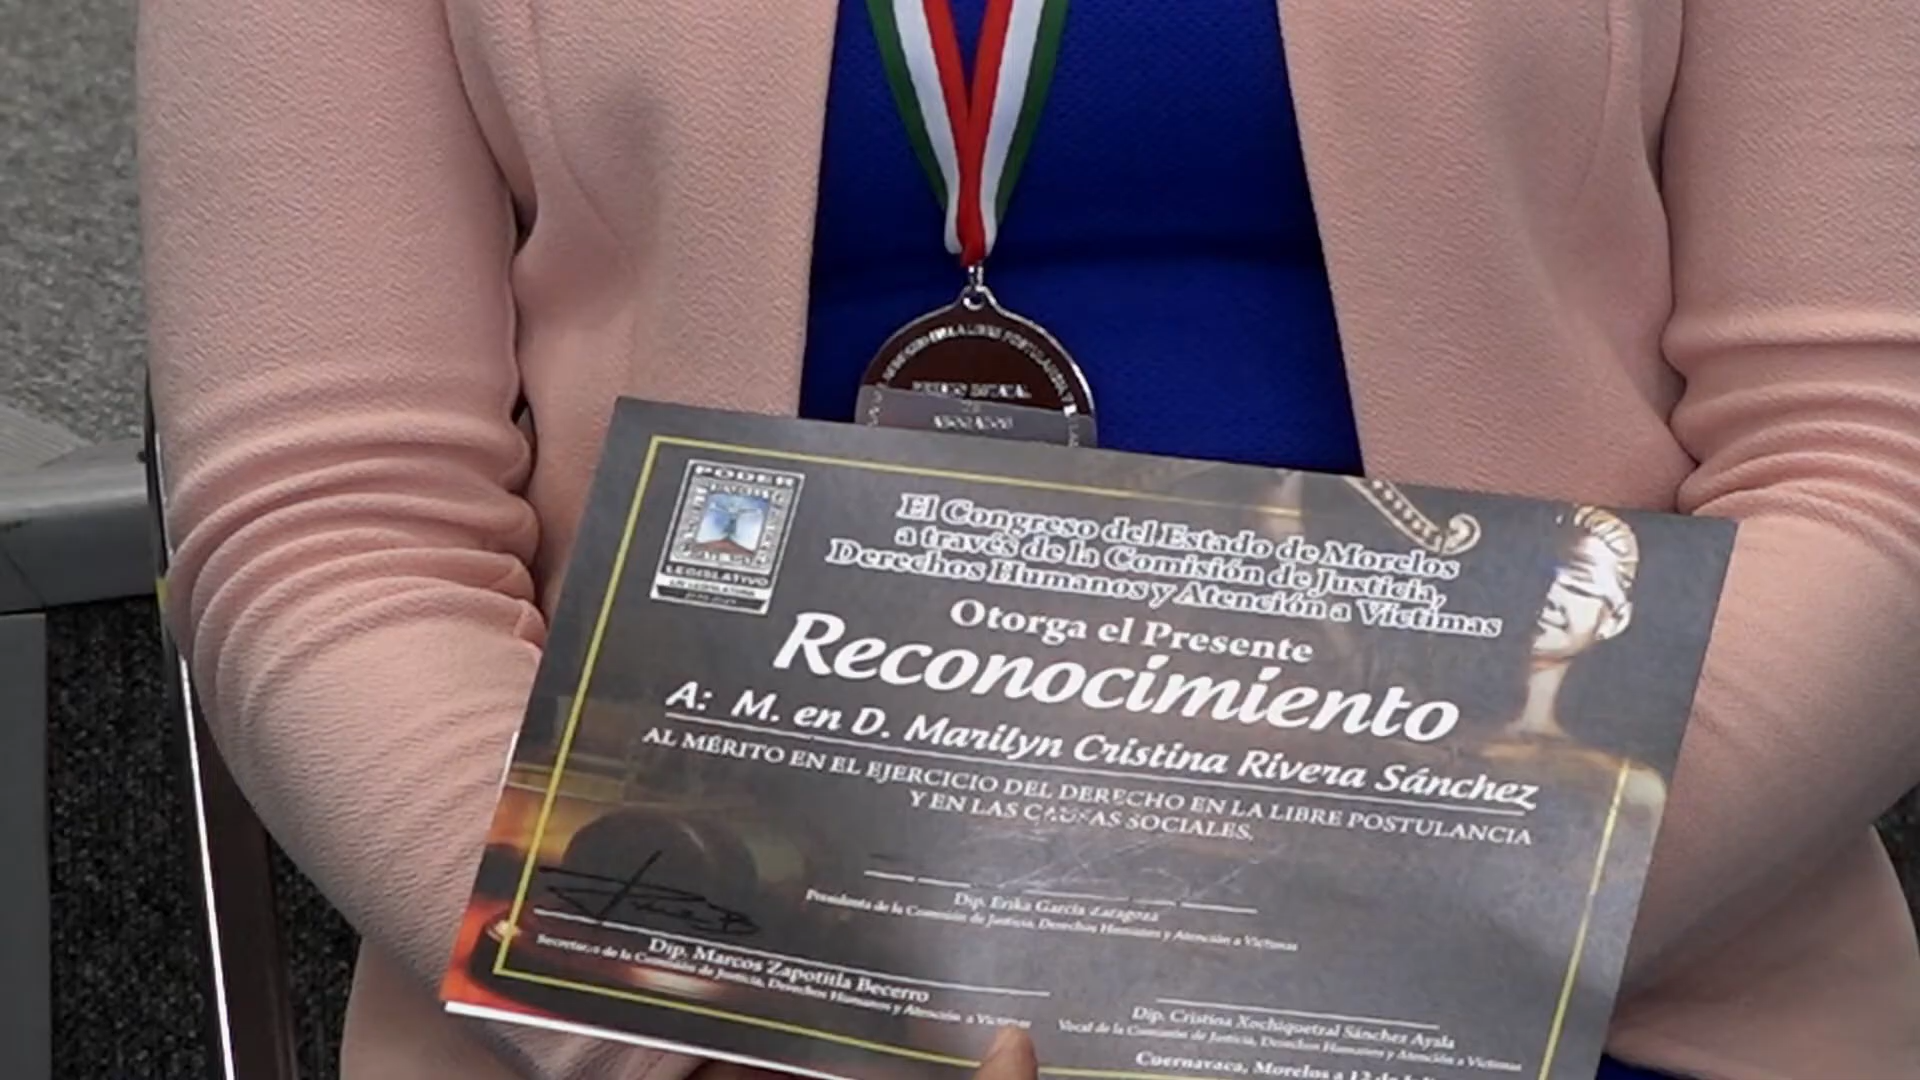 PODER
LEGISLATIVO
El Congreso del Estado de Morelos
a través de la Comisión de Justicia,
Derechos Humanos y Atención a Víctimas
Otorga el Presente
Reconocimiento
A: M. en D. Marilyn Cristina Rivera Sánchez
AL MÉRITO EN EL EJERCICIO DEL DERECHO EN LA LIBRE POSTULANCIA
Y EN LAS CAUSAS SOCIALES.
Dip. Erika García Zaragoza
Presidenta de la Comisión de Justicia, Derechos Humanos y Atención a Víctimas
Dip. Marcos Zapotitla Becerro
Secretario de la Comisión de Justicia, Derechos Humanos y Atención a Víctimas
Dip. Cristina Xochiquetzal Sánchez Ayala
Vocal de la Comisión de Justicia, Derechos Humanos y Atención a Víctimas
Cuernavaca, Morelos a 12 de